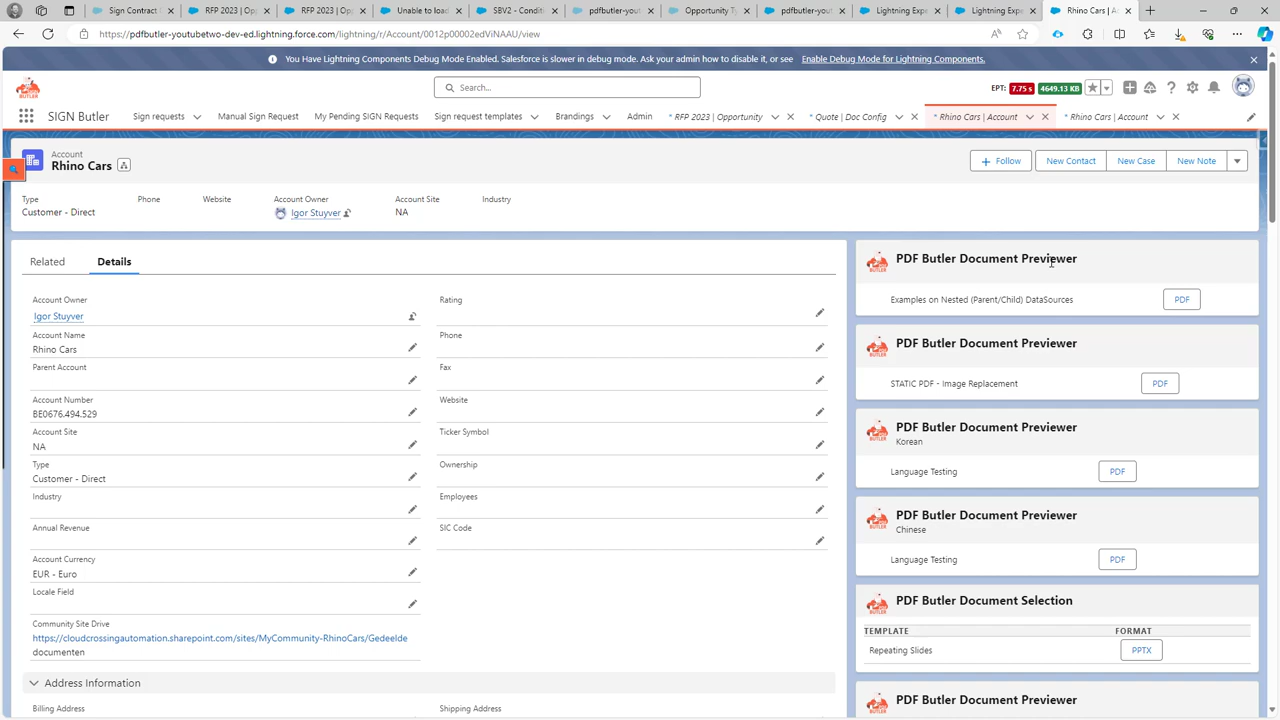 Sign Contract C
RFP 2023 | Opp
RFP 2023 | Opp
Unable to load
SBV2 - Conditi
pdfbutler-yout
Opportunity Ty
pdfbutler-yout
Lightning Expe
Lightning Expe
Rhino Cars | Ac
https://pdfbutler-youtubetwo-dev-ed.lightning.force.com/lightning/r/Account/0012p00002edViNAAU/view
You Have Lightning Components Debug Mode Enabled. Salesforce is slower in debug mode. Ask your admin how to disable it, or see Enable Debug Mode for Lightning Components.
Search...
EPT: 7.75 s 4649.13 KB
SIGN Butler
Sign requests
Manual Sign Request
My Pending SIGN Requests
Sign request templates
Brandings
Admin
* RFP 2023 | Opportunity
* Quote | Doc Config
* Rhino Cars | Account
* Rhino Cars | Account
Account
Rhino Cars
Follow
New Contact
New Case
New Note
Type
Phone
Website
Account Owner
Account Site
Industry
Customer - Direct
Igor Stuyver
NA
Related
Details
Account Owner
Igor Stuyver
Account Name
Rhino Cars
Parent Account
Account Number
BE0676.494.529
Account Site
NA
Type
Customer - Direct
Industry
Annual Revenue
Account Currency
EUR - Euro
Locale Field
Community Site Drive
https://cloudcrossingautomation.sharepoint.com/sites/MyCommunity-RhinoCars/Gedeelde
documenten
Address Information
Billing Address
Rating
Phone
Fax
Website
Ticker Symbol
Ownership
Employees
SIC Code
Shipping Address
PDF Butler Document Previewer
Examples on Nested (Parent/Child) DataSources
PDF
PDF Butler Document Previewer
STATIC PDF - Image Replacement
PDF
PDF Butler Document Previewer
Korean
Language Testing
PDF
PDF Butler Document Previewer
Chinese
Language Testing
PDF
PDF Butler Document Selection
TEMPLATE
FORMAT
Repeating Slides
PPTX
PDF Butler Document Previewer